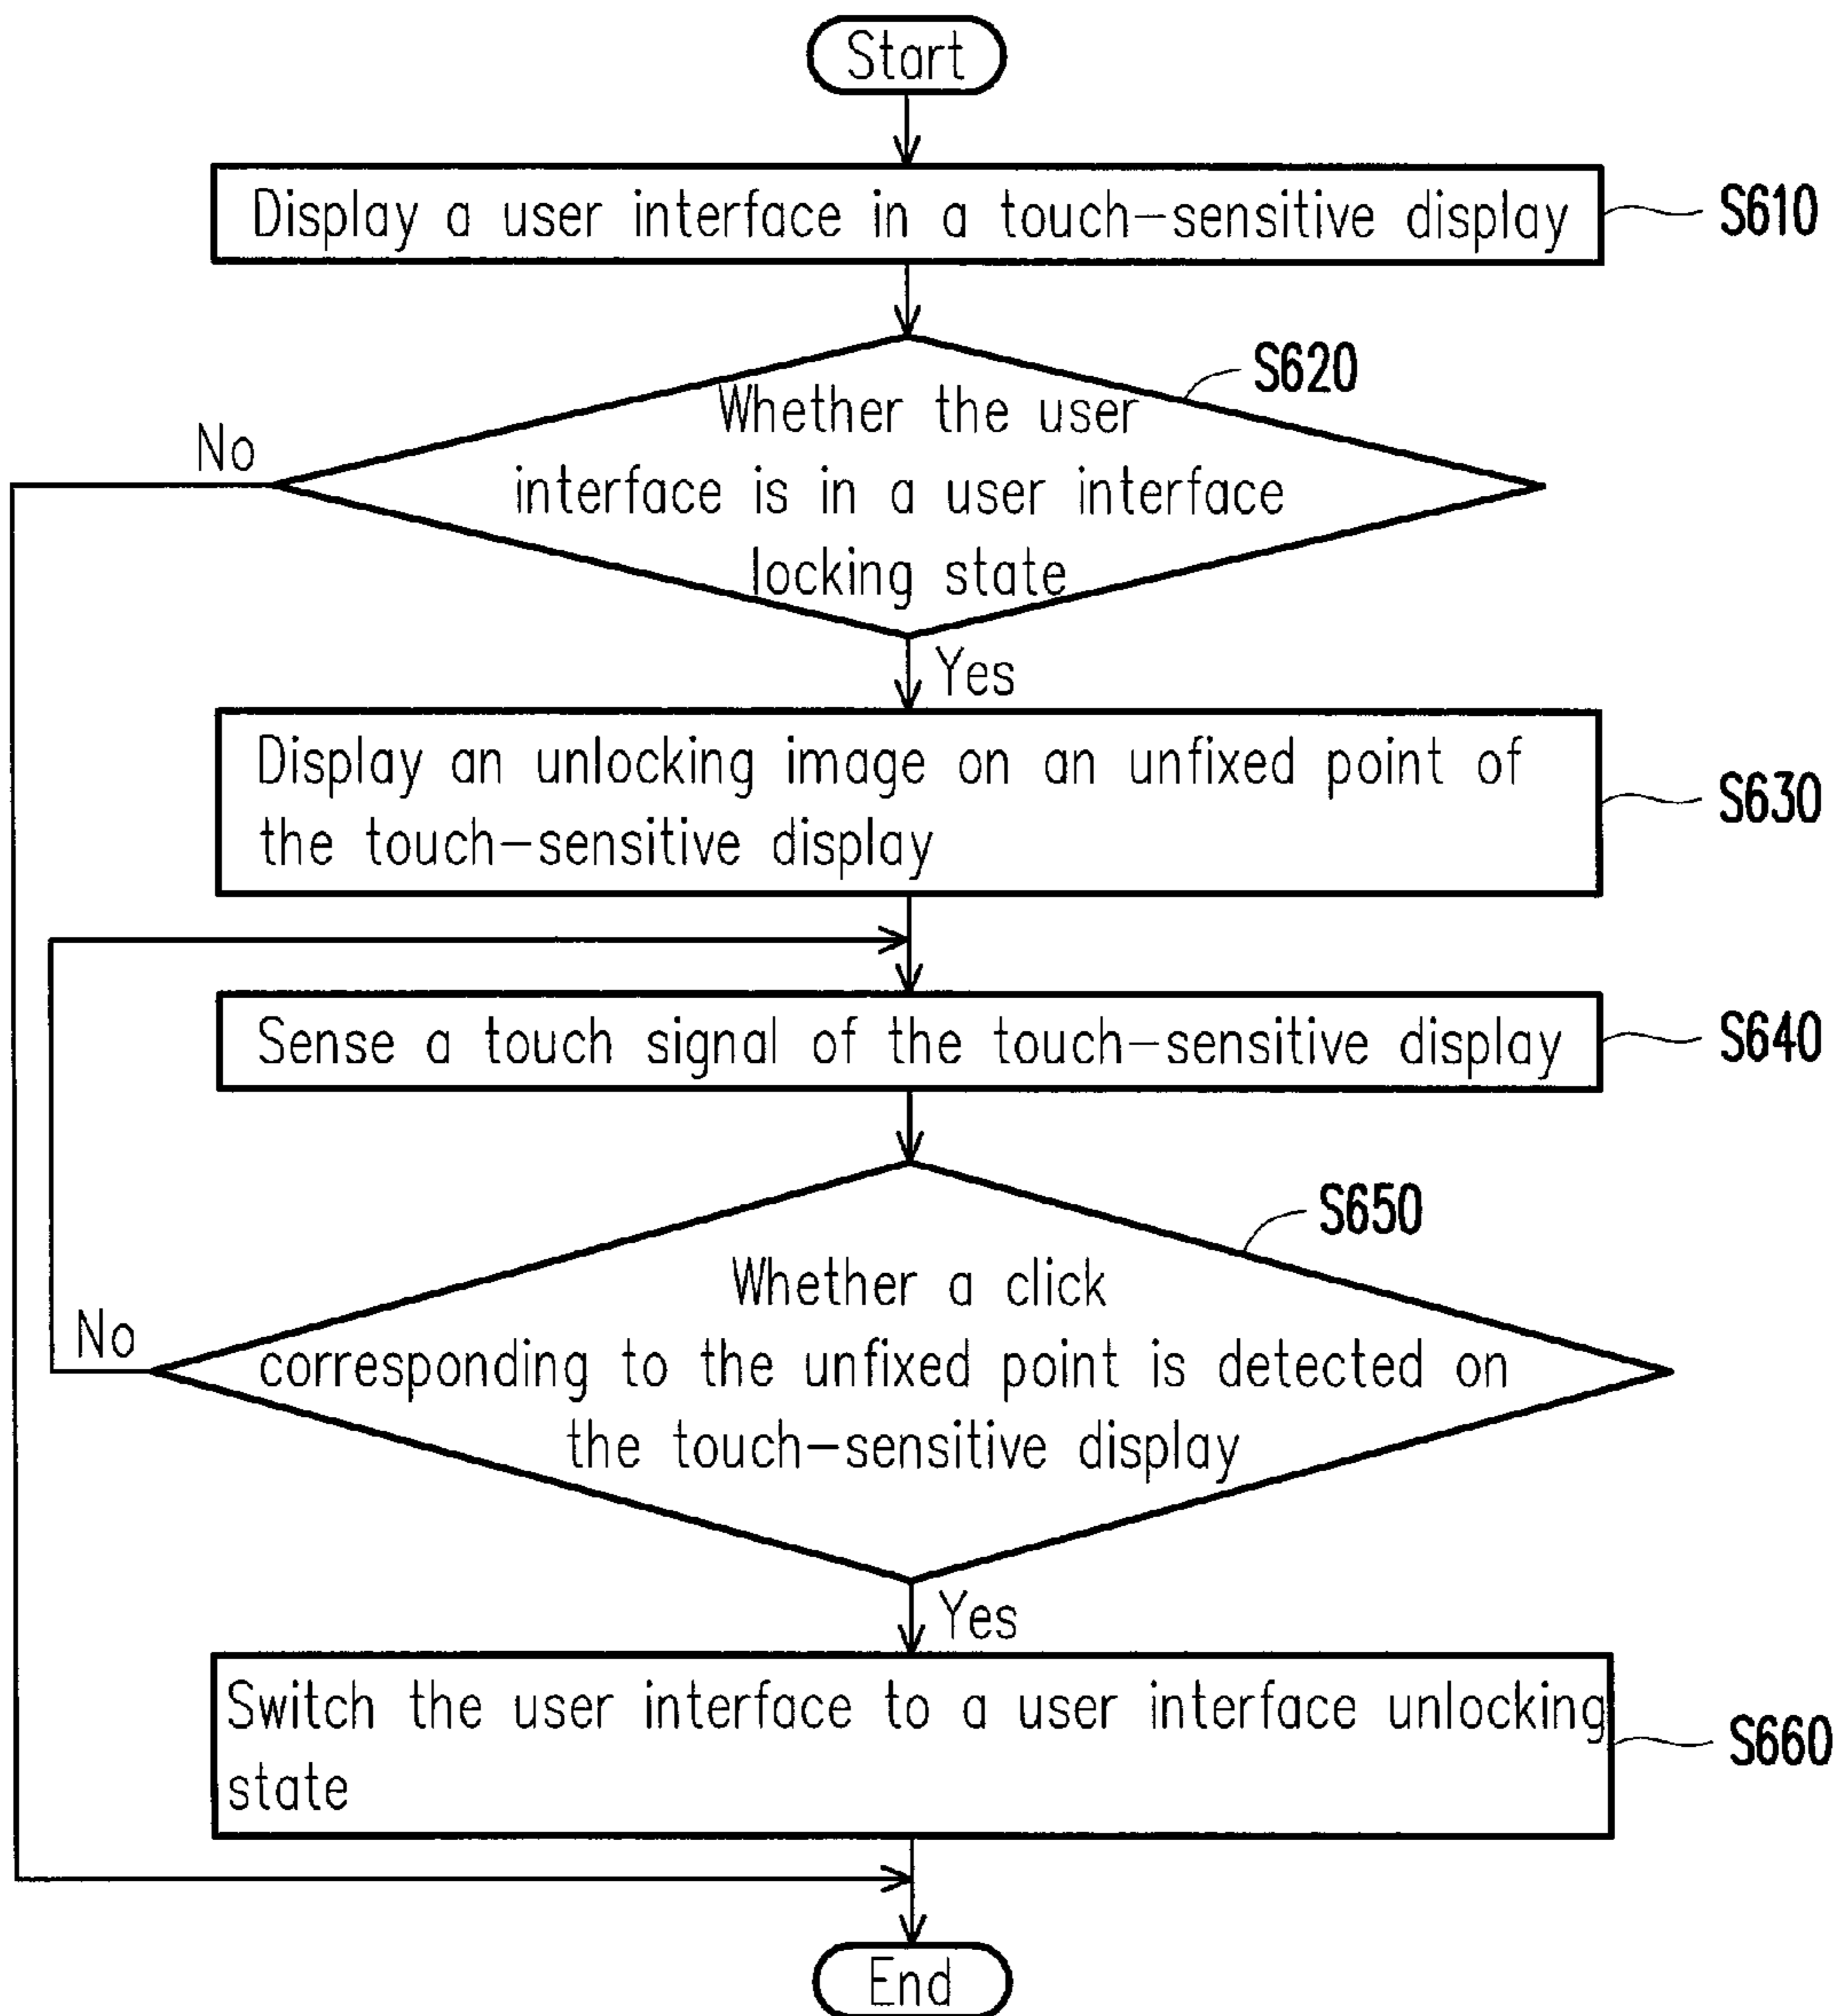 Start
Display a user interface in a touch-sensitive display
S610
S620
Whether the user
No
interface is in a user interface
locking state
Yes
Display an unlocking image on an unfixed point of
S630
the touch-sensitive display
Sense a touch signal of the touch-sensitive display
S640
S650
Whether a click
No
corresponding to the unfixed point is detected on
the touch-sensitive display
Yes
Switch the user interface to a user interface unlocking
S660
state
End